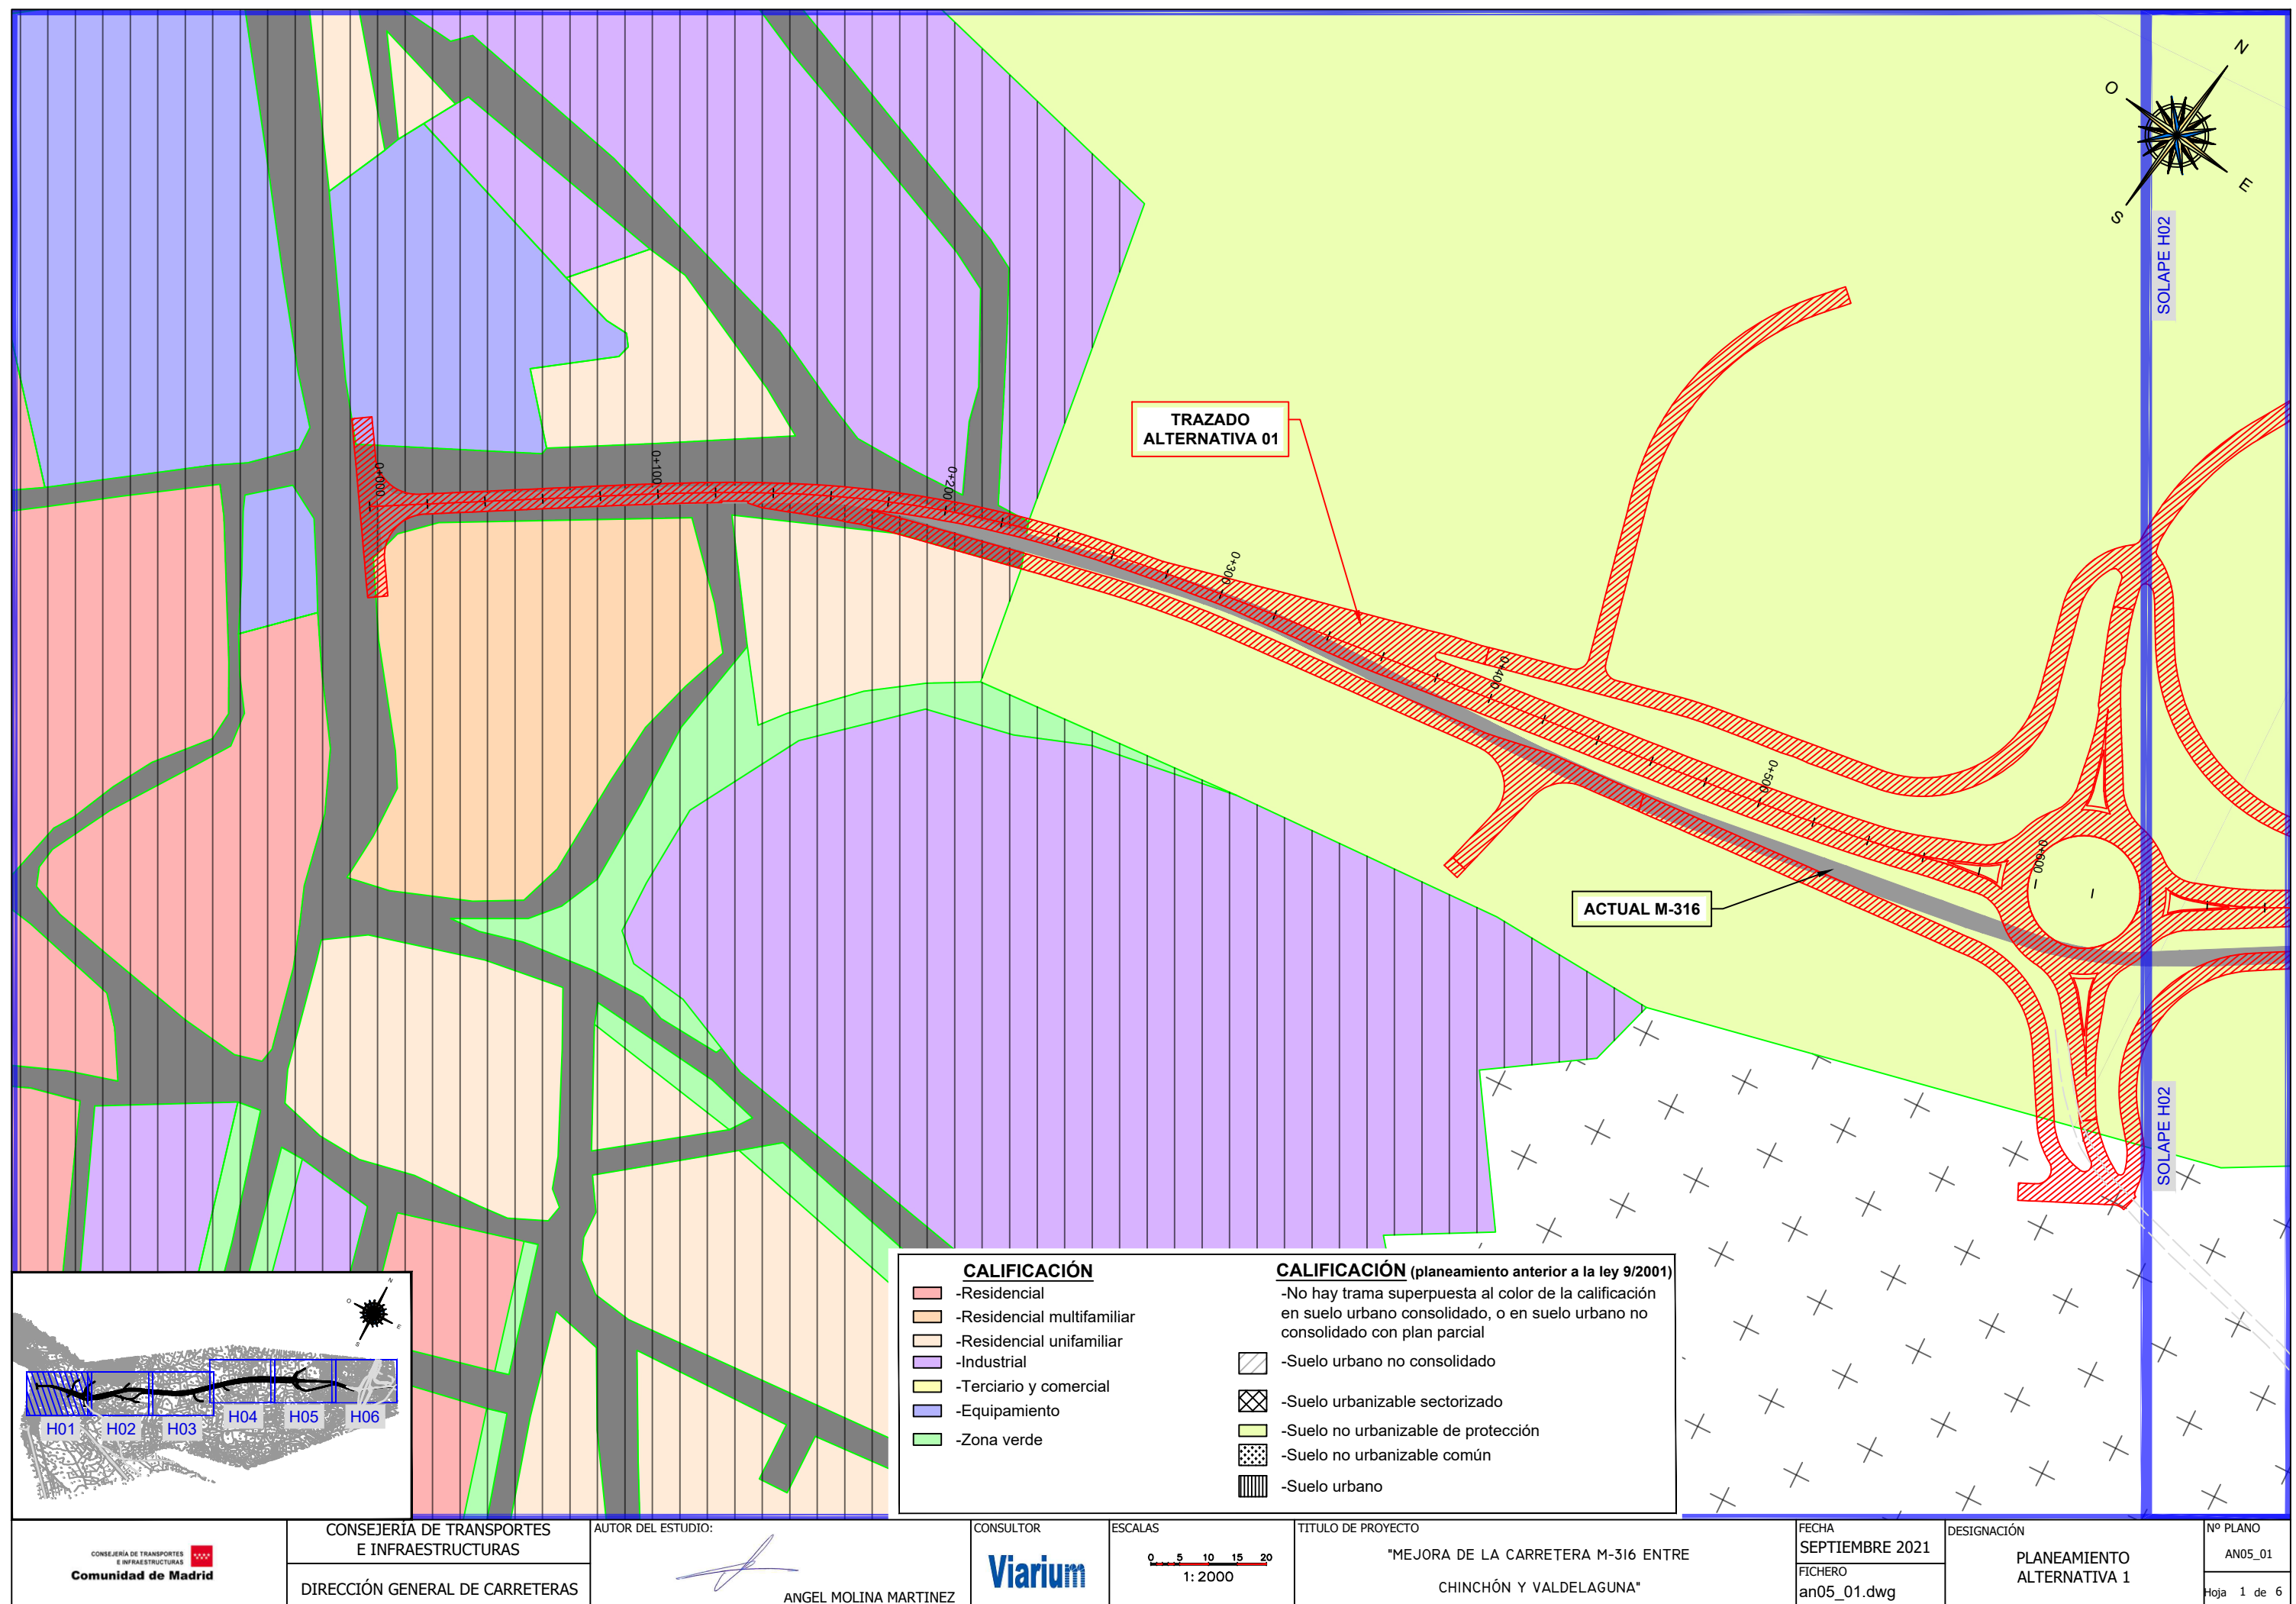 N
O
E
S
SOLAPE H02
TRAZADO
ALTERNATIVA 01
0+000
0+100
0+200
0+300
0+400
0+500
0+600
ACTUAL M-316
SOLAPE H02
CALIFICACIÓN
-Residencial
-Residencial multifamiliar
-Residencial unifamiliar
-Industrial
-Terciario y comercial
-Equipamiento
-Zona verde
CALIFICACIÓN (planeamiento anterior a la ley 9/2001)
-No hay trama superpuesta al color de la calificación
en suelo urbano consolidado, o en suelo urbano no
consolidado con plan parcial
-Suelo urbano no consolidado
-Suelo urbanizable sectorizado
-Suelo no urbanizable de protección
-Suelo no urbanizable común
-Suelo urbano
N
O
E
S
H01
H02
H03
H04
H05
H06
CONSEJERÍA DE TRANSPORTES
E INFRAESTRUCTURAS
Comunidad de Madrid
CONSEJERÍA DE TRANSPORTES
E INFRAESTRUCTURAS
DIRECCIÓN GENERAL DE CARRETERAS
AUTOR DEL ESTUDIO:
ANGEL MOLINA MARTINEZ
CONSULTOR
Viarium
ESCALAS
0 5 10 15 20
1:2000
TITULO DE PROYECTO
"MEJORA DE LA CARRETERA M-316 ENTRE
CHINCHÓN Y VALDELAGUNA"
FECHA
SEPTIEMBRE 2021
FICHERO
an05_01.dwg
DESIGNACIÓN
PLANEAMIENTO
ALTERNATIVA 1
Nº PLANO
AN05_01
Hoja 1 de 6